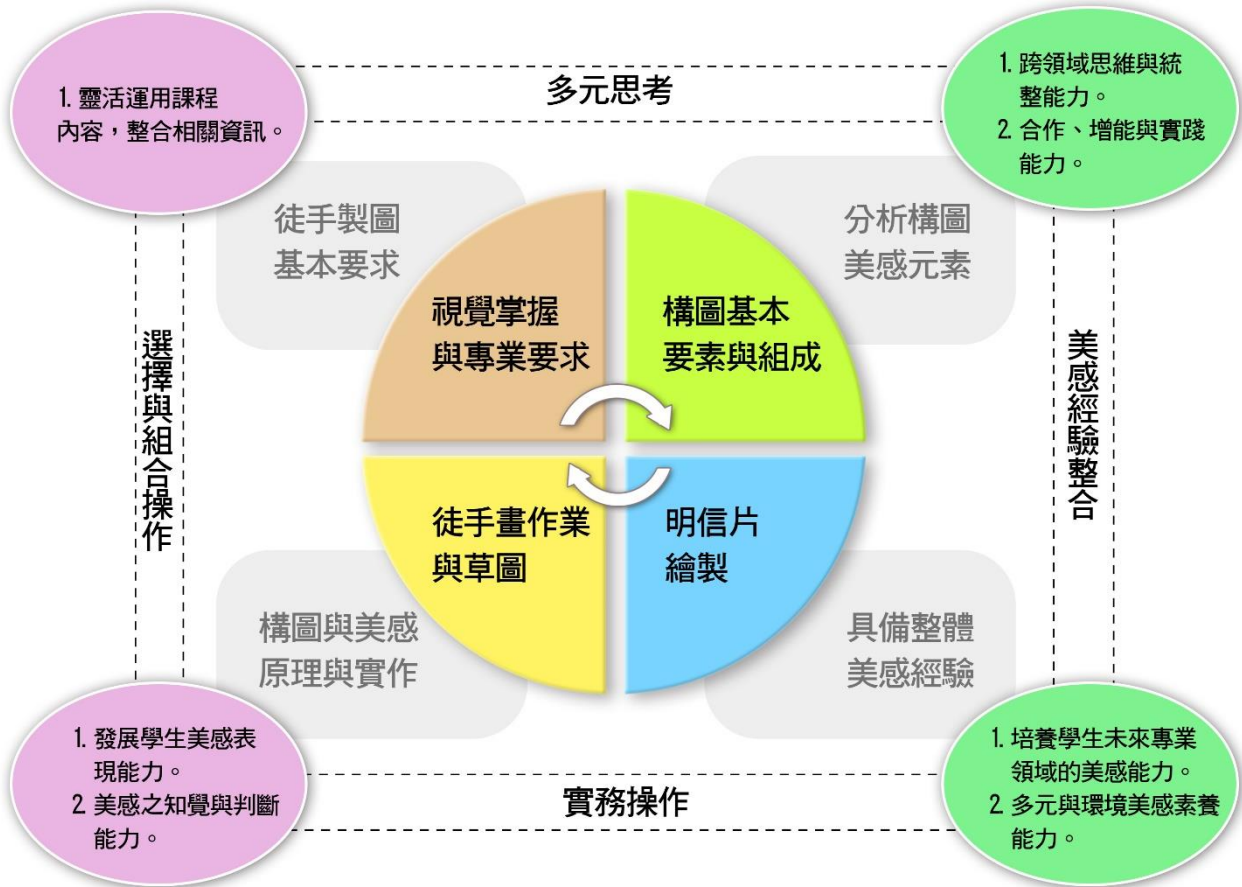 多元思考
1. 靈活運用課程
內容，整合相關資訊。
1. 跨領域思維與統
整能力。
2. 合作、增能與實踐
能力。
徒手製圖
基本要求
分析構圖
美感元素
視覺掌握
與專業要求
構圖基本
要素與組成
選擇與組合操作
美感經驗整合
徒手畫作業
與草圖
明信片
繪製
構圖與美感
原理與實作
具備整體
美感經驗
1. 發展學生美感表
現能力。
2. 美感之知覺與判斷
能力。
1. 培養學生未來專業
領域的美感能力。
2. 多元與環境美感素養
能力。
實務操作